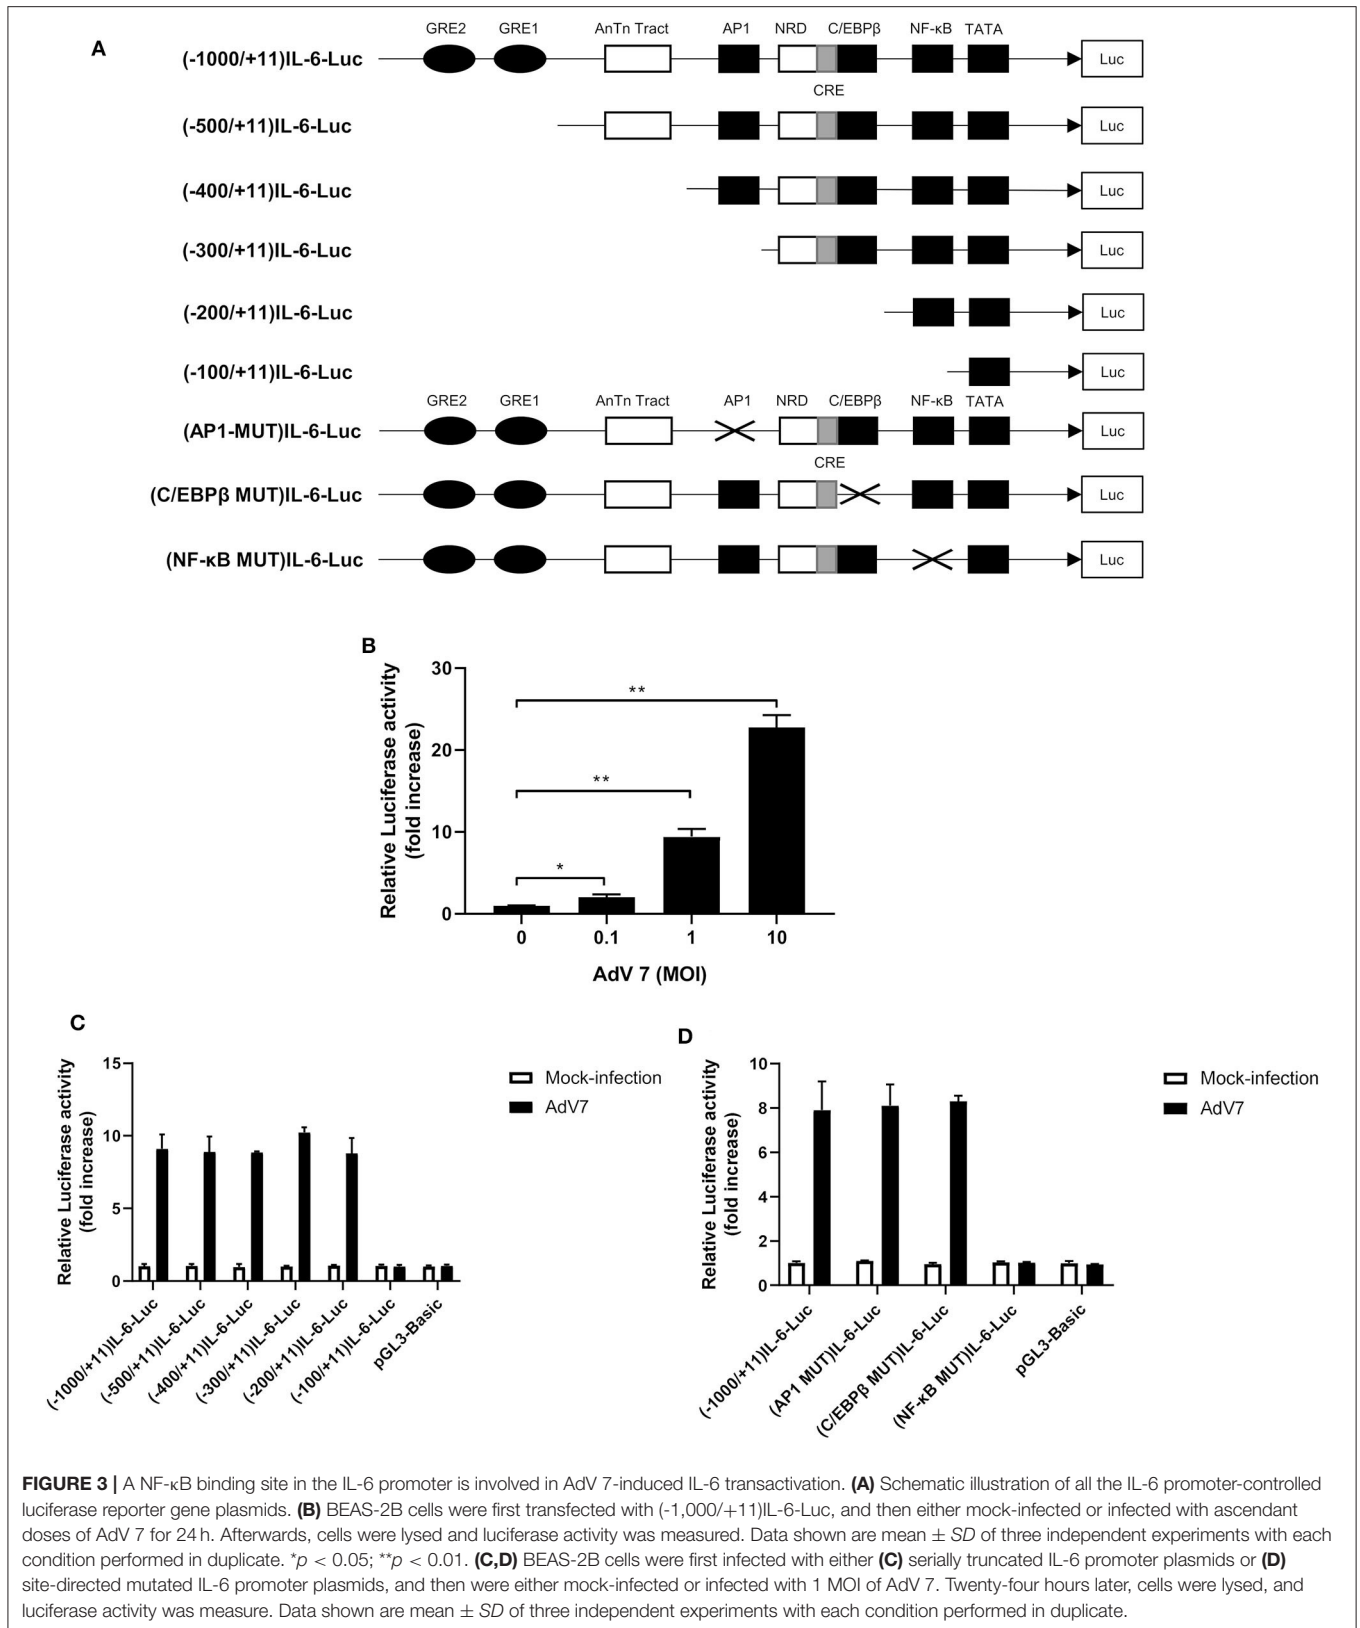 A
GRE2 GRE1 AnTn Tract AP1 NRD C/EBPβ NF-κB TATA
(-1000/+11)IL-6-Luc Luc
CRE
(-500/+11)IL-6-Luc Luc
(-400/+11)IL-6-Luc Luc
(-300/+11)IL-6-Luc Luc
(-200/+11)IL-6-Luc Luc
(-100/+11)IL-6-Luc Luc
GRE2 GRE1 AnTn Tract AP1 NRD C/EBPβ NF-κB TATA
(AP1-MUT)IL-6-Luc Luc
CRE
(C/EBPβ MUT)IL-6-Luc Luc
(NF-κB MUT)IL-6-Luc Luc
B
Relative Luciferase activity
(fold increase)
30
20
10
0
**
**
*
0 0.1 1 10
AdV 7 (MOI)
C
Relative Luciferase activity
(fold increase)
15
10
5
0
Mock-infection
AdV7
(-1000/+11)IL-6-Luc
(-500/+11)IL-6-Luc
(-400/+11)IL-6-Luc
(-300/+11)IL-6-Luc
(-200/+11)IL-6-Luc
(-100/+11)IL-6-Luc
pGL3-Basic
D
Relative Luciferase activity
(fold increase)
10
8
6
4
2
0
Mock-infection
AdV7
(-1000/+11)IL-6-Luc
(AP1 MUT)IL-6-Luc
(C/EBPβ MUT)IL-6-Luc
(NF-κB MUT)IL-6-Luc
pGL3-Basic
FIGURE 3 | A NF-κB binding site in the IL-6 promoter is involved in AdV 7-induced IL-6 transactivation. (A) Schematic illustration of all the IL-6 promoter-controlled
luciferase reporter gene plasmids. (B) BEAS-2B cells were first transfected with (-1,000/+11)IL-6-Luc, and then either mock-infected or infected with ascendant
doses of AdV 7 for 24 h. Afterwards, cells were lysed and luciferase activity was measured. Data shown are mean ± SD of three independent experiments with each
condition performed in duplicate. *p < 0.05; **p < 0.01. (C,D) BEAS-2B cells were first infected with either (C) serially truncated IL-6 promoter plasmids or (D)
site-directed mutated IL-6 promoter plasmids, and then were either mock-infected or infected with 1 MOI of AdV 7. Twenty-four hours later, cells were lysed, and
luciferase activity was measure. Data shown are mean ± SD of three independent experiments with each condition performed in duplicate.